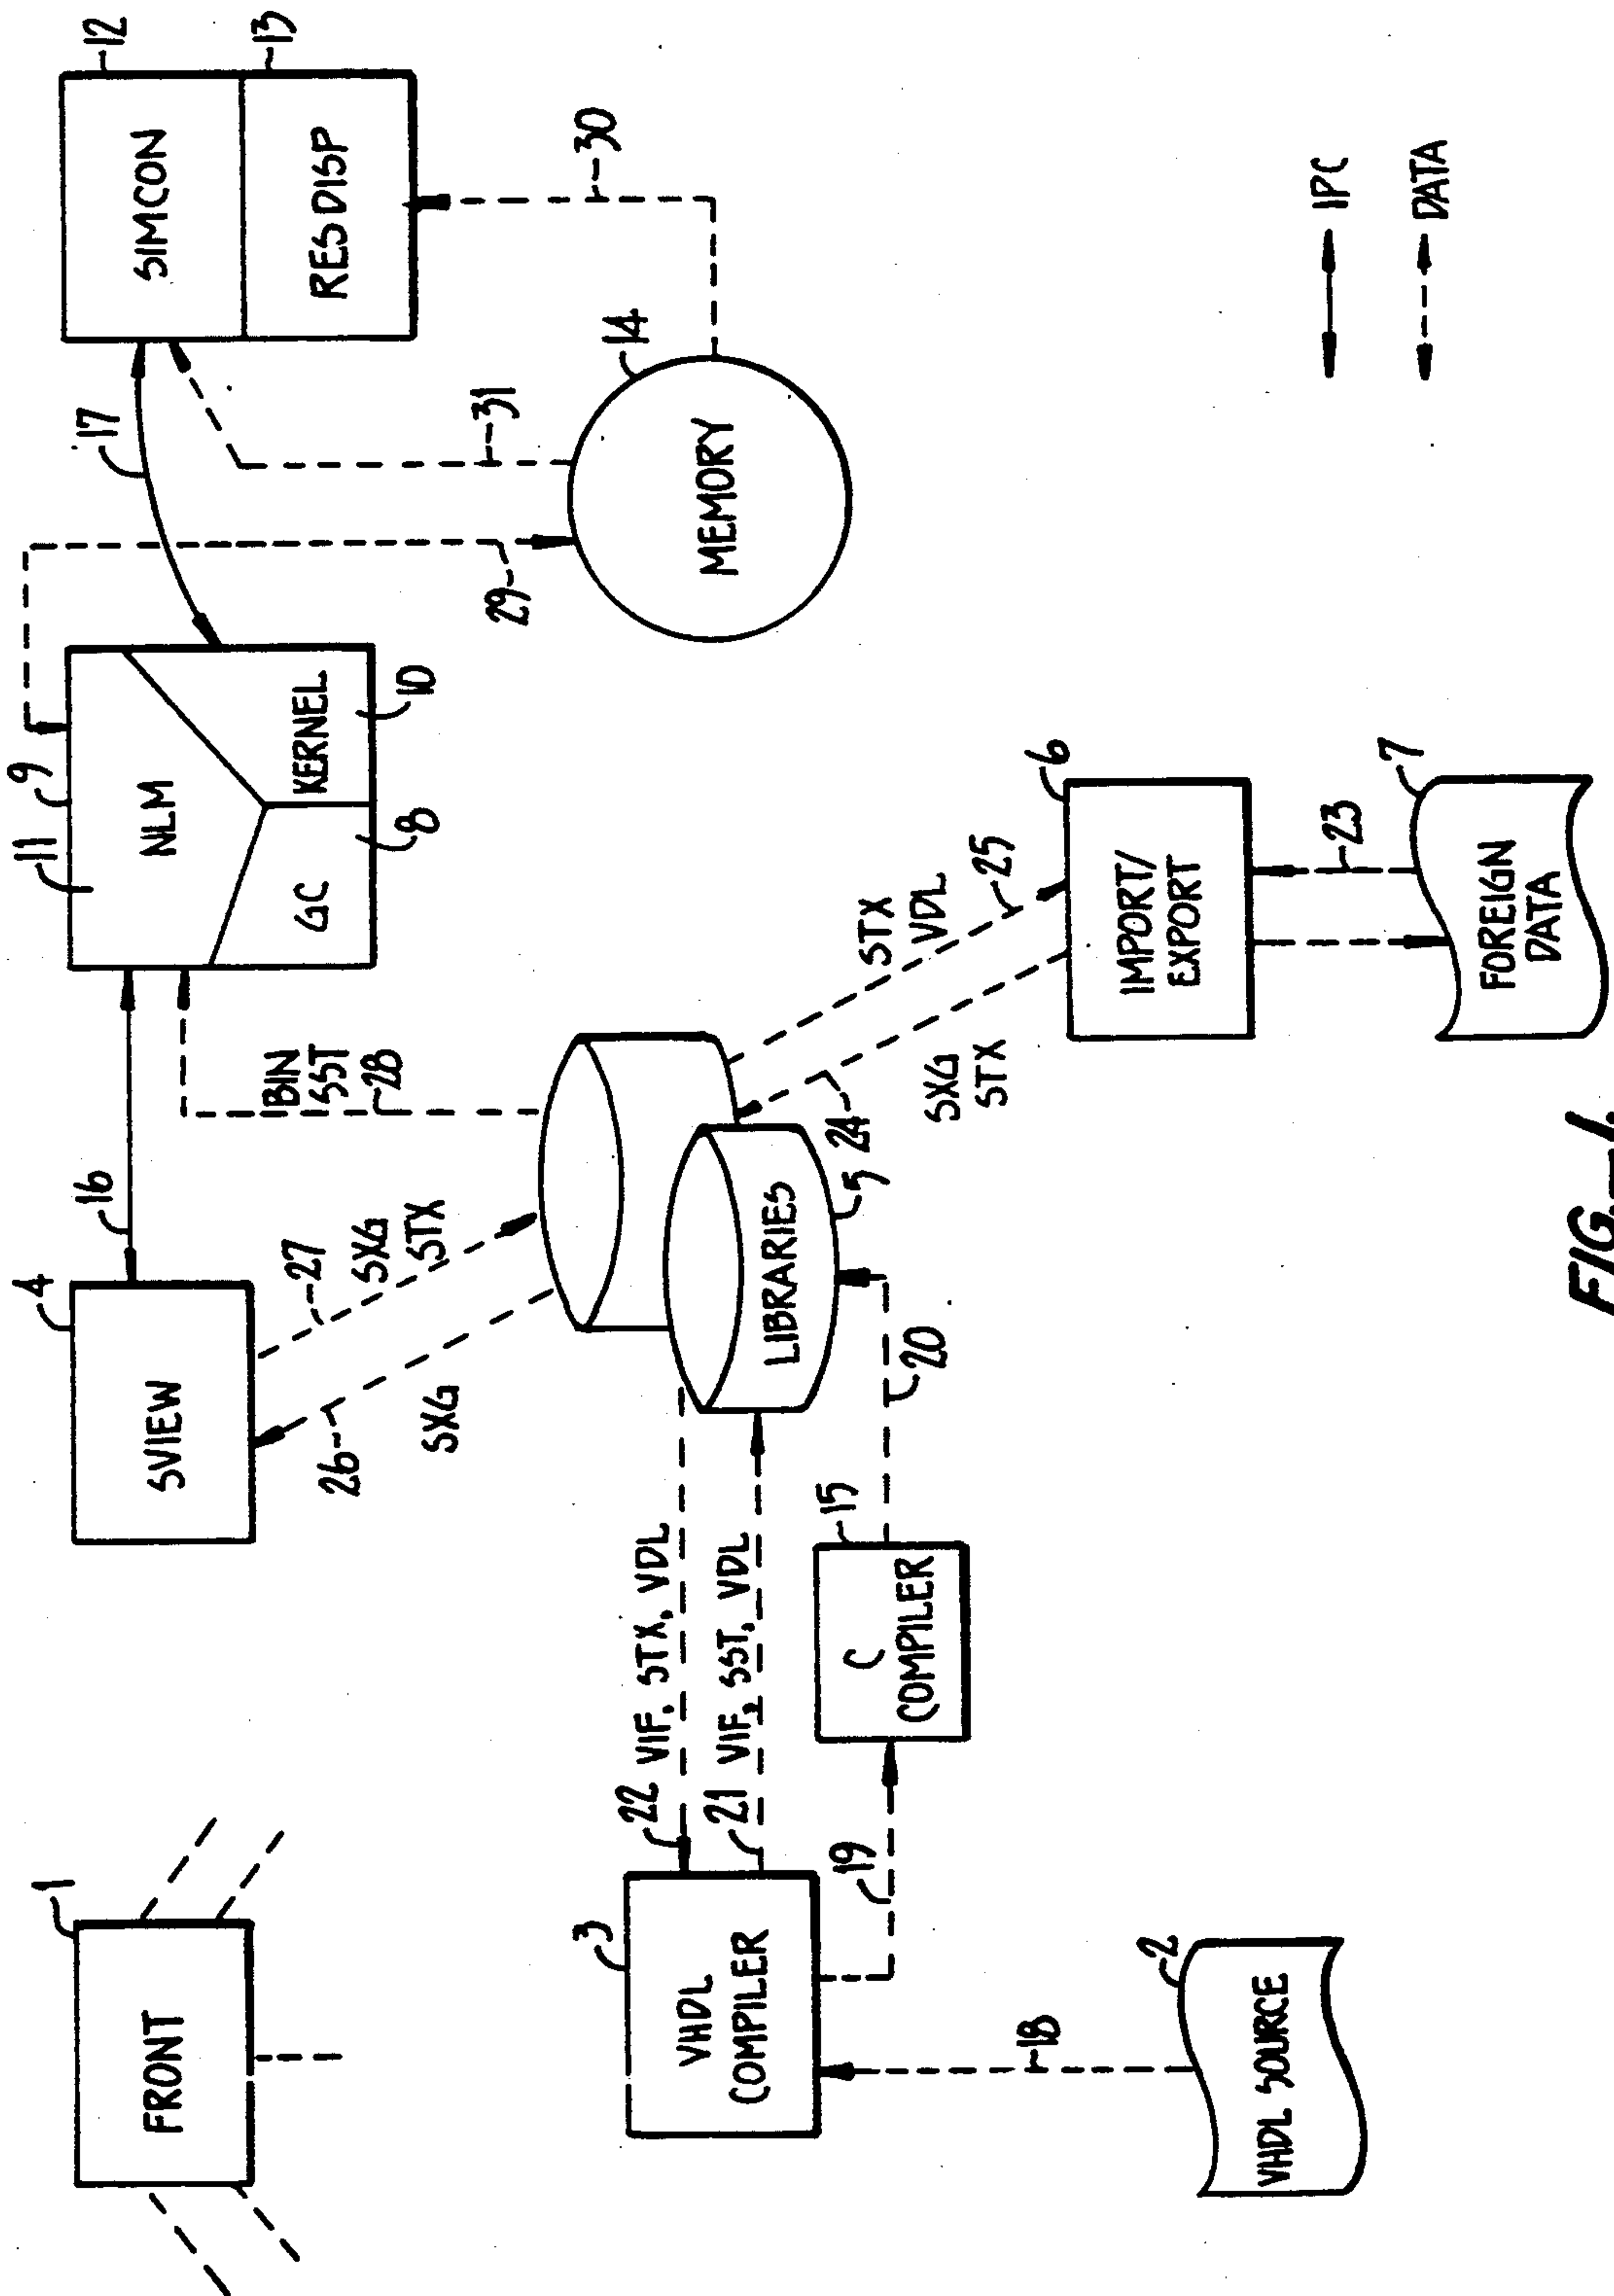 1
FRONT
4
SVIEW
16
11
9
NLM
GC
8
KERNEL
10
17
12
SIMCON
13
RES DISP
26
SXG
27
SXG
STX
BIN
SST
28
29
31
30
14
MEMORY
3
VHDL
COMPILER
22 VIF, STX, VDL
21 VIF, SST, VDL
LIBRARIES
5
19
15
C
COMPILER
20
24
SXG
STX
STX
VDL
25
6
IMPORT/
EXPORT
23
7
FOREIGN
DATA
18
2
VHDL SOURCE
IPC
DATA
FIG._1.